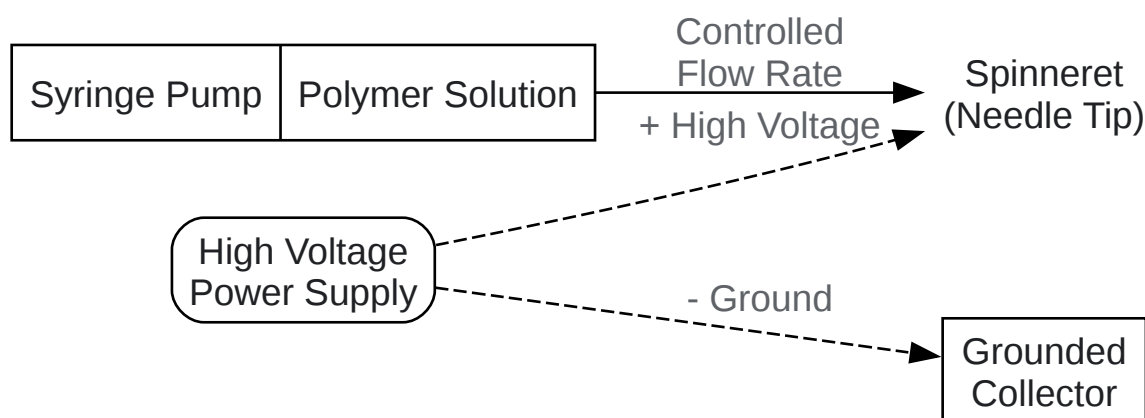 Controlled
Flow Rate
Syringe Pump
Polymer Solution
Spinneret
(Needle Tip)
+ High Voltage
High Voltage
Power Supply
- Ground
Grounded
Collector